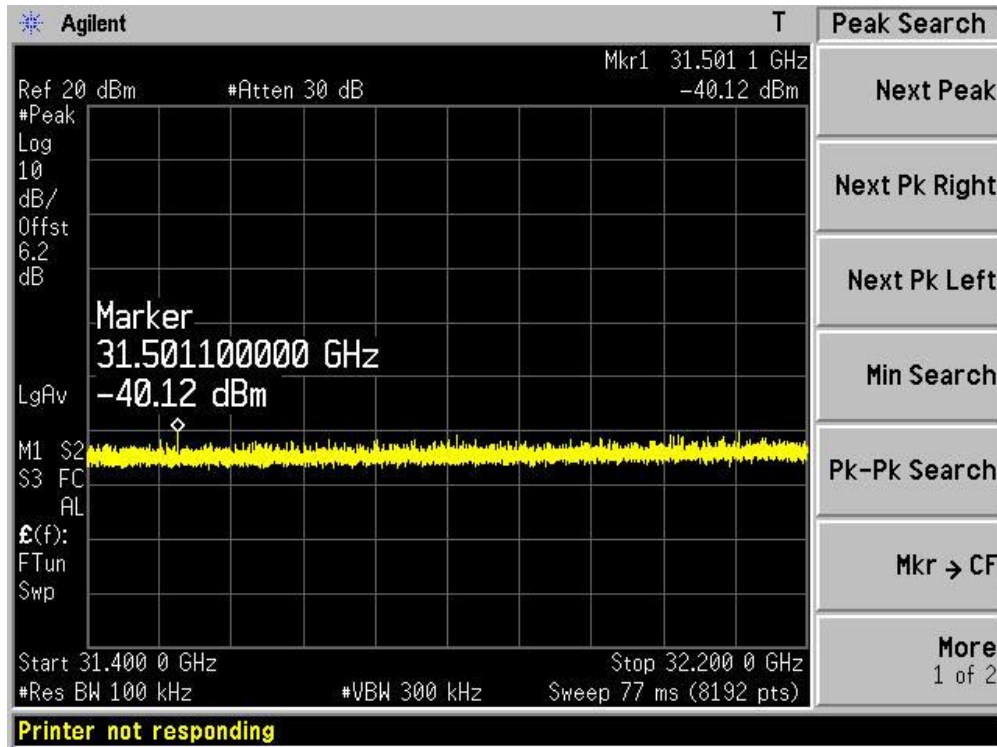 Agilent T Peak Search
Mkr1 31.501 1 GHz
Ref 20 dBm #Atten 30 dB -40.12 dBm
#Peak
Log
10
dB/
Offst
6.2
dB
Marker
31.501100000 GHz
-40.12 dBm
LgAv
M1 S2
S3 FC
AL
£(f):
FTun
Swp
Start 31.400 0 GHz Stop 32.200 0 GHz
#Res BW 100 kHz #VBW 300 kHz Sweep 77 ms (8192 pts)
Printer not responding
Next Peak
Next Pk Right
Next Pk Left
Min Search
Pk-Pk Search
Mkr → CF
More
1 of 2